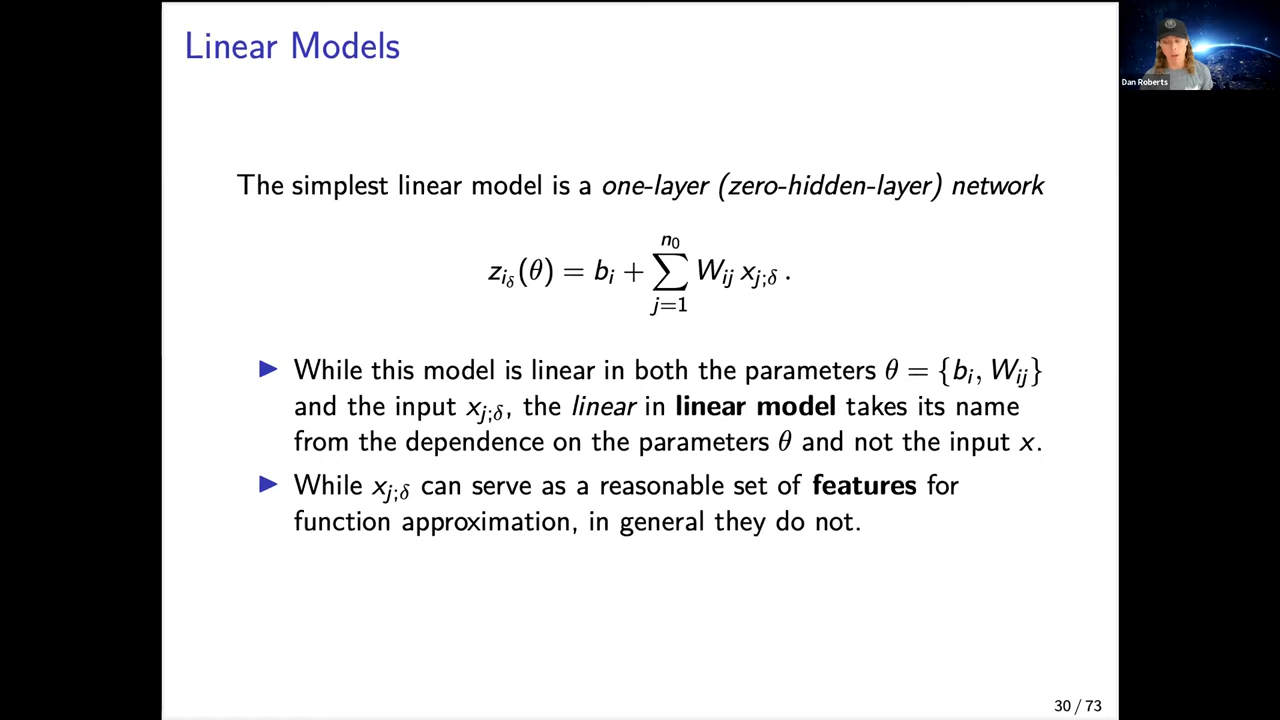 Linear Models
Dan Roberts
The simplest linear model is a one-layer (zero-hidden-layer) network
z_{i_δ}(θ) = b_i + ∑_{j=1}^{n_0} W_{ij} x_{j;δ} .
▶ While this model is linear in both the parameters θ = {b_i, W_{ij}}
and the input x_{j;δ}, the linear in linear model takes its name
from the dependence on the parameters θ and not the input x.
▶ While x_{j;δ} can serve as a reasonable set of features for
function approximation, in general they do not.
30 / 73